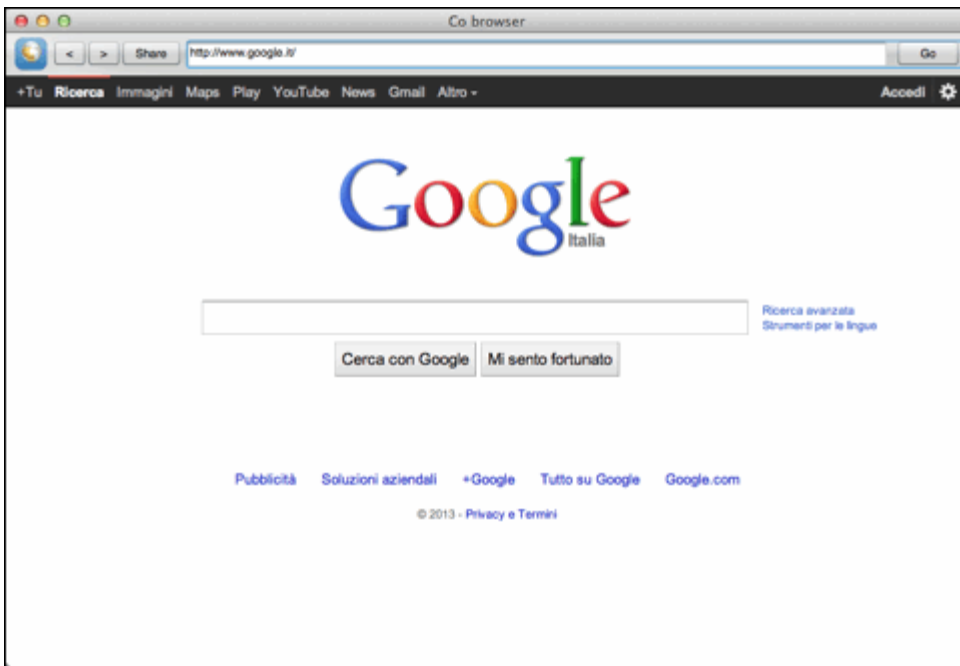 Co browser
< > Share http://www.google.it/ Go
+Tu Ricerca Immagini Maps Play YouTube News Gmail Altro Accedi
Google
Italia
Ricerca avanzata
Strumenti per le lingue
Cerca con Google Mi sento fortunato
Pubblicità Soluzioni aziendali +Google Tutto su Google Google.com
© 2013 - Privacy e Termini